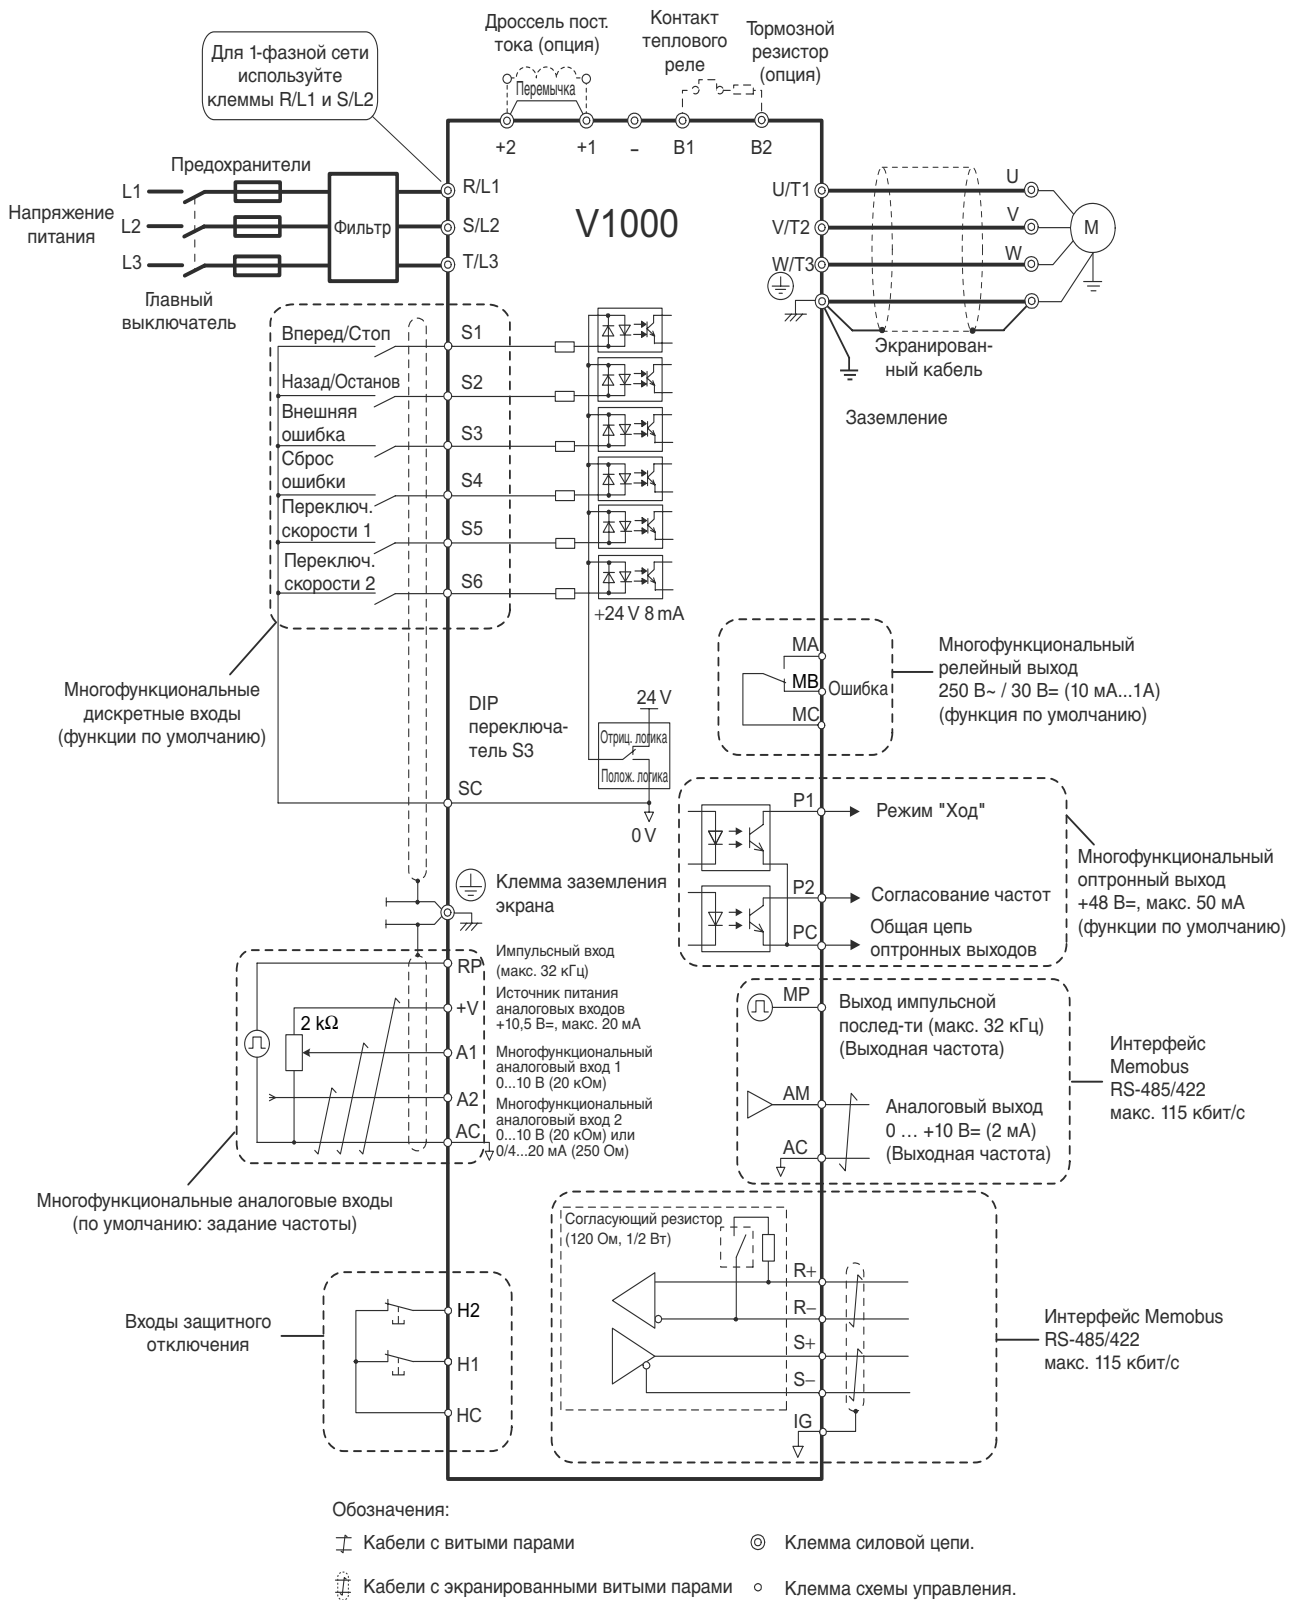 Для 1-фазной сети
используйте
клеммы R/L1 и S/L2
Дроссель пост.
тока (опция)
Перемычка
Контакт
теплового
реле
Тормозной
резистор
(опция)
+2
+1
–
B1
B2
Напряжение
питания
L1
L2
L3
Предохранители
Главный
выключатель
Фильтр
R/L1
S/L2
T/L3
V1000
U/T1
V/T2
W/T3
U
V
W
M
Экранирован-
ный кабель
Заземление
Вперед/Стоп
S1
Назад/Останов
S2
Внешняя
ошибка
S3
Сброс
ошибки
S4
Переключ.
скорости 1
S5
Переключ.
скорости 2
S6
+24 V 8 mA
Многофункциональные
дискретные входы
(функции по умолчанию)
DIP
переключа-
тель S3
24 V
Отриц. логика
Полож. логика
SC
0 V
MA
MB
MC
Ошибка
Многофункциональный
релейный выход
250 В~ / 30 В= (10 мА...1А)
(функция по умолчанию)
P1
Режим "Ход"
P2
Согласование частот
PC
Общая цепь
оптронных выходов
Многофункциональный
оптронный выход
+48 В=, макс. 50 мА
(функции по умолчанию)
Клемма заземления
экрана
RP
Импульсный вход
(макс. 32 кГц)
+V
Источник питания
аналоговых входов
+10,5 В=, макс. 20 мА
2 kΩ
A1
Многофункциональный
аналоговый вход 1
0...10 В (20 кОм)
A2
Многофункциональный
аналоговый вход 2
0...10 В (20 кОм) или
0/4...20 мА (250 Ом)
AC
Многофункциональные аналоговые входы
(по умолчанию: задание частоты)
MP
Выход импульсной
послед-ти (макс. 32 кГц)
(Выходная частота)
AM
AC
Аналоговый выход
0 ... +10 В= (2 мА)
(Выходная частота)
Интерфейс
Memobus
RS-485/422
макс. 115 кбит/с
Согласующий резистор
(120 Ом, 1/2 Вт)
R+
R–
S+
S–
IG
Интерфейс Memobus
RS-485/422
макс. 115 кбит/с
Входы защитного
отключения
H2
H1
HC
Обозначения:
Кабели с витыми парами
Клемма силовой цепи.
Кабели с экранированными витыми парами
Клемма схемы управления.